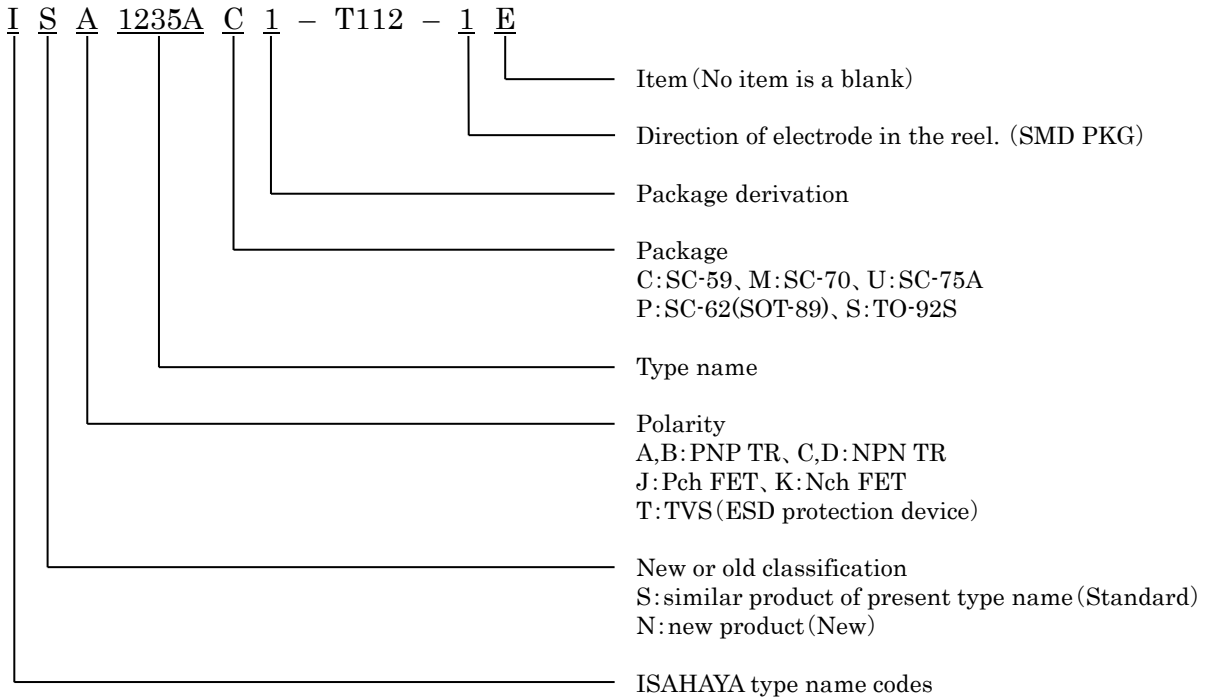 I S A 1235A C 1 – T112 – 1 E
Item(No item is a blank)
Direction of electrode in the reel. (SMD PKG)
Package derivation
Package
C:SC-59、M:SC-70、U:SC-75A
P:SC-62(SOT-89)、S:TO-92S
Type name
Polarity
A,B:PNP TR、C,D:NPN TR
J:Pch FET、K:Nch FET
T:TVS(ESD protection device)
New or old classification
S:similar product of present type name(Standard)
N:new product(New)
ISAHAYA type name codes